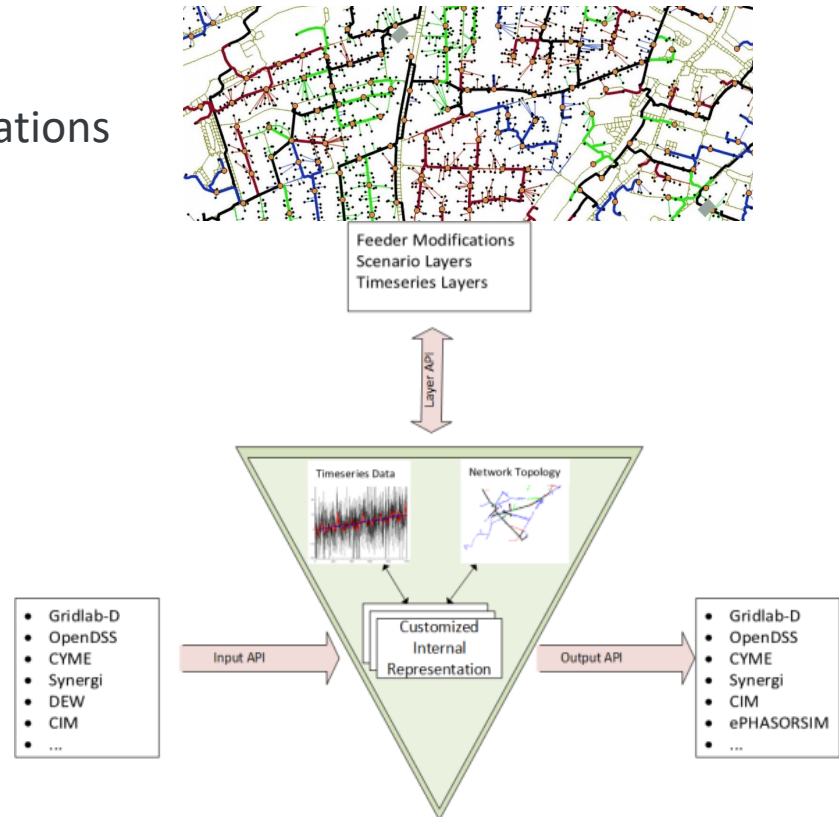 ations
Feeder Modifications
Scenario Layers
Timeseries Layers
Layer API
Timeseries Data
Network Topology
Customized
Internal
Representation
• Gridlab-D
• OpenDSS
• CYME
• Synergi
• DEW
• CIM
• ...
Input API
Output API
• Gridlab-D
• OpenDSS
• CYME
• Synergi
• CIM
• ePHASORSIM
• ...